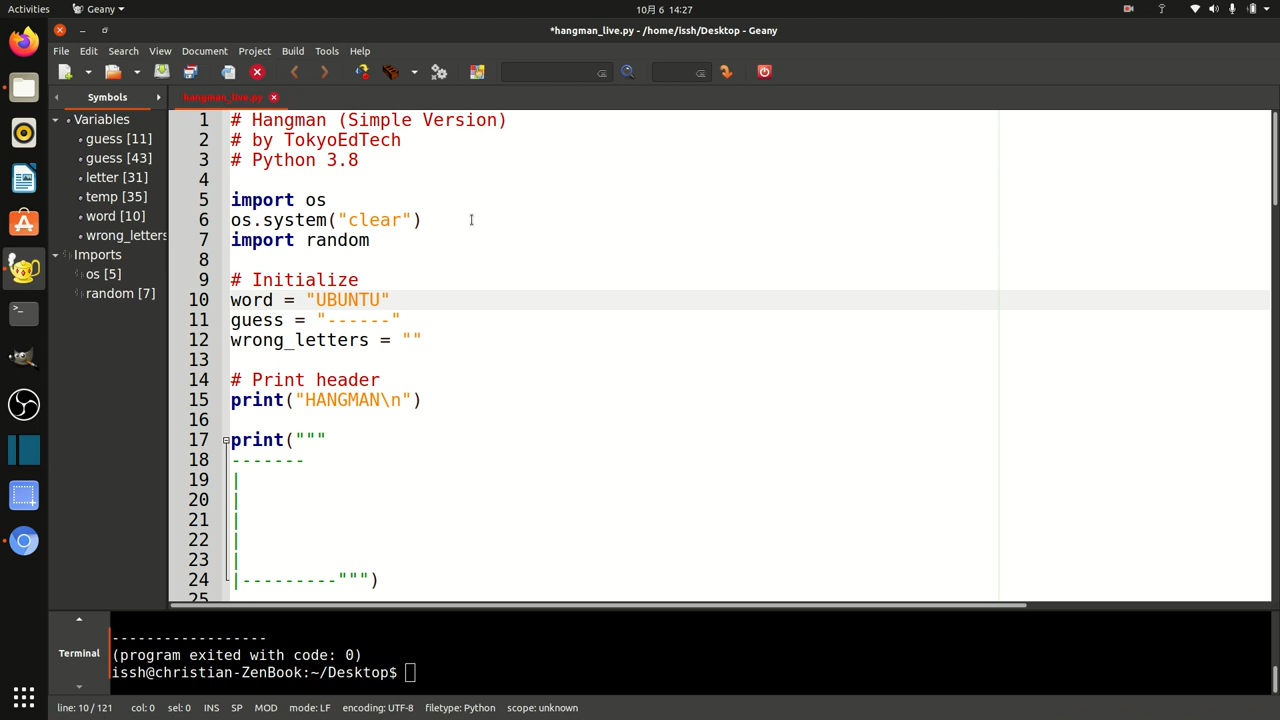 Activities
Geany
10月 6 14:27
*hangman_live.py - /home/issh/Desktop - Geany
File Edit Search View Document Project Build Tools Help
Symbols
hangman_live.py
Variables
guess [11]
guess [43]
letter [31]
temp [35]
word [10]
wrong_letters
Imports
os [5]
random [7]
1 # Hangman (Simple Version)
2 # by TokyoEdTech
3 # Python 3.8
4
5 import os
6 os.system("clear")
7 import random
8
9 # Initialize
10 word = "UBUNTU"
11 guess = "------"
12 wrong_letters = ""
13
14 # Print header
15 print("HANGMAN\n")
16
17 print("""
18 -------
19 |
20 |
21 |
22 |
23 |
24 |---------""")
25
Terminal
------------------
(program exited with code: 0)
issh@christian-ZenBook:~/Desktop$
line: 10 / 121 col: 0 sel: 0 INS SP MOD mode: LF encoding: UTF-8 filetype: Python scope: unknown